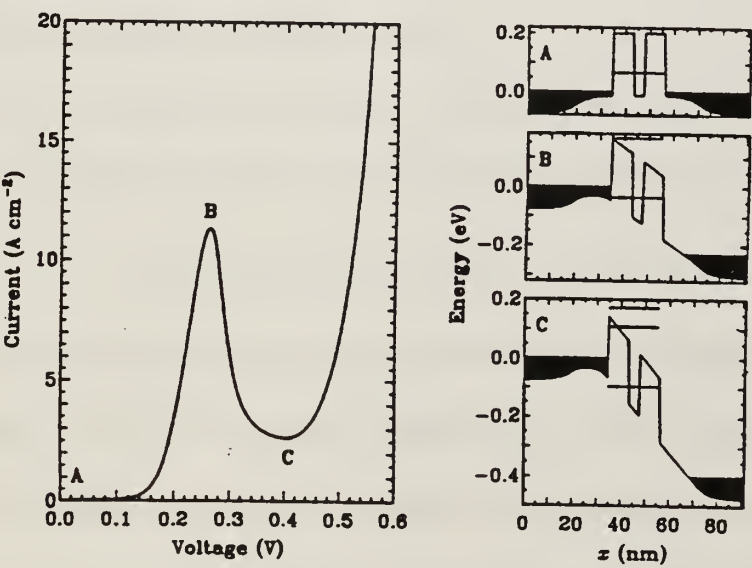 20
15
10
5
0
Current (A cm⁻²)
A
B
C
0.0 0.1 0.2 0.3 0.4 0.5 0.6
Voltage (V)
Energy (eV)
A
0.2
0.0
B
0.0
−0.2
C
0.2
0.0
−0.2
−0.4
0 20 40 60 80
x (nm)